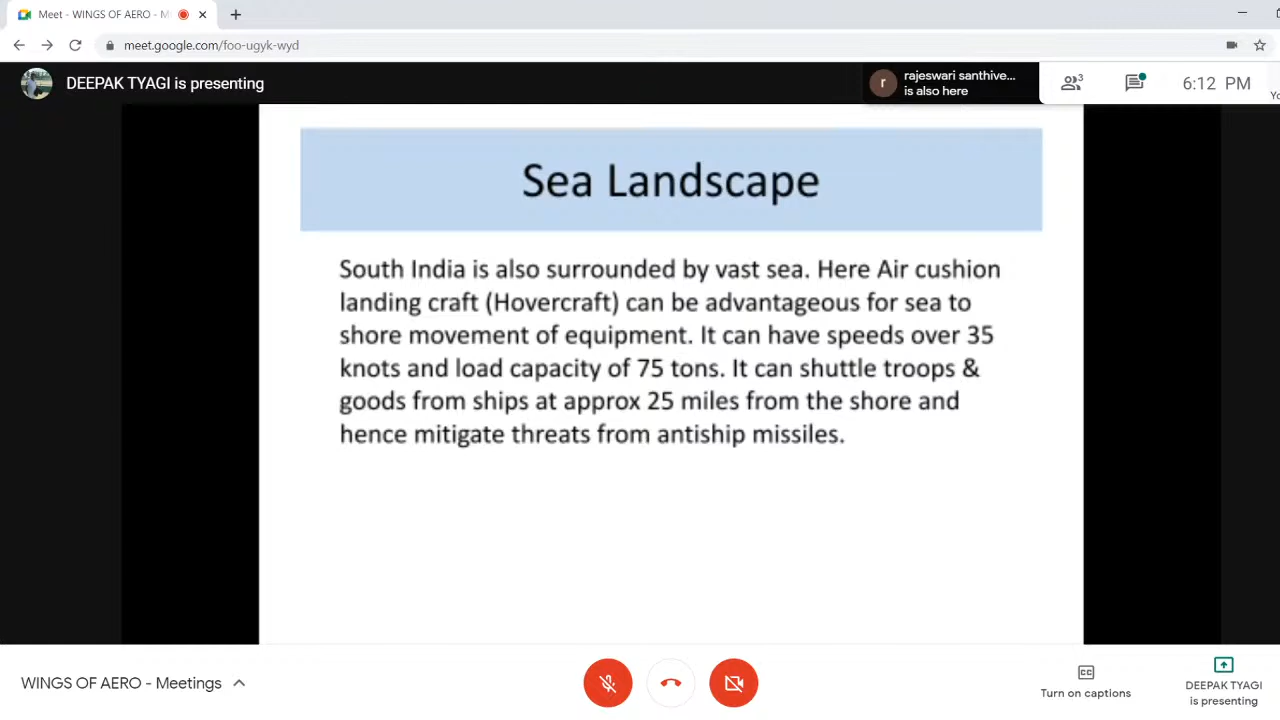 Meet - WINGS OF AERO - M
meet.google.com/foo-ugyk-wyd
DEEPAK TYAGI is presenting
r
rajeswari santhive...
is also here
3
6:12 PM
Sea Landscape
South India is also surrounded by vast sea. Here Air cushion
landing craft (Hovercraft) can be advantageous for sea to
shore movement of equipment. It can have speeds over 35
knots and load capacity of 75 tons. It can shuttle troops &
goods from ships at approx 25 miles from the shore and
hence mitigate threats from antiship missiles.
WINGS OF AERO - Meetings
CC
Turn on captions
DEEPAK TYAGI
is presenting